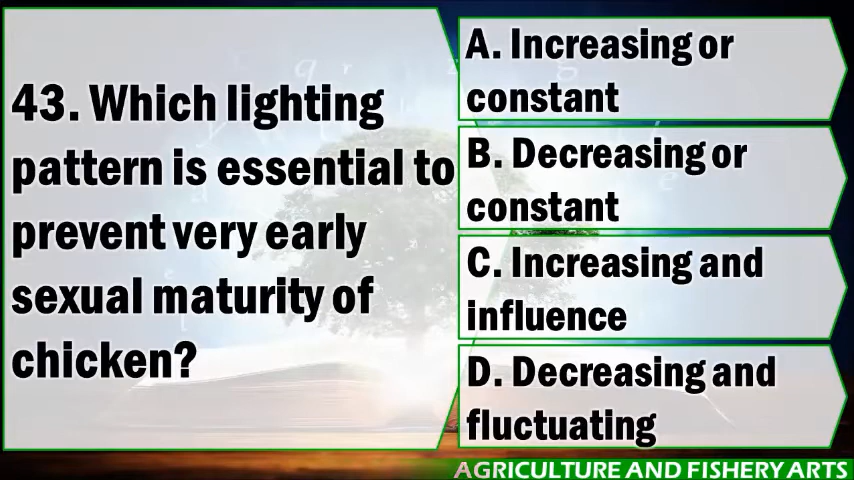 43. Which lighting
pattern is essential to
prevent very early
sexual maturity of
chicken?
A. Increasing or
constant
B. Decreasing or
constant
C. Increasing and
influence
D. Decreasing and
fluctuating
AGRICULTURE AND FISHERY ARTS